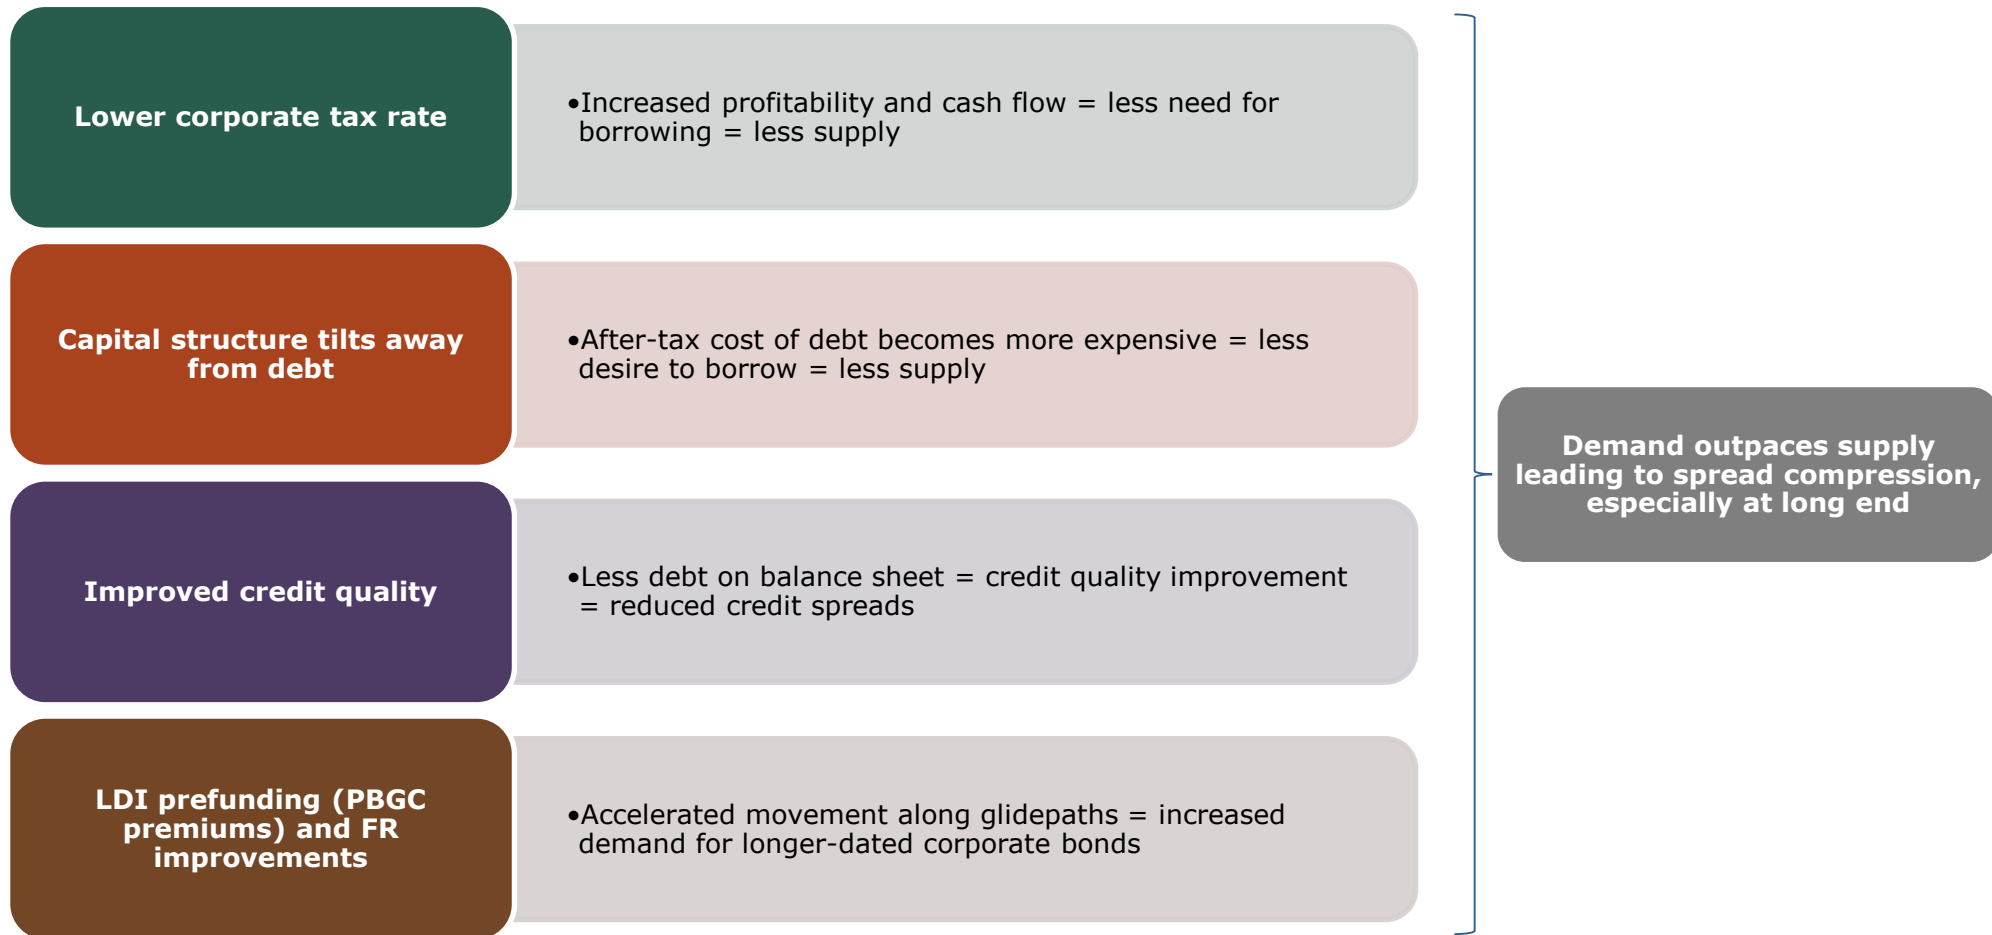 Lower corporate tax rate
•Increased profitability and cash flow = less need for
borrowing = less supply
Capital structure tilts away
from debt
•After-tax cost of debt becomes more expensive = less
desire to borrow = less supply
Improved credit quality
•Less debt on balance sheet = credit quality improvement
= reduced credit spreads
LDI prefunding (PBGC
premiums) and FR
improvements
•Accelerated movement along glidepaths = increased
demand for longer-dated corporate bonds
Demand outpaces supply
leading to spread compression,
especially at long end